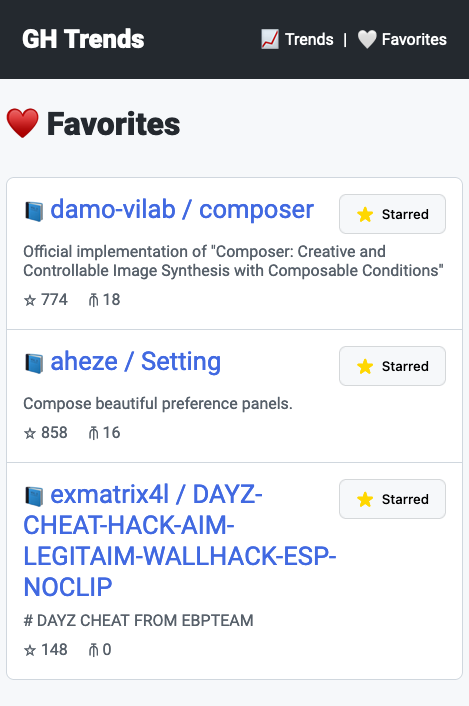 GH Trends
Trends | Favorites
Favorites
damo-vilab / composer
Starred
Official implementation of "Composer: Creative and
Controllable Image Synthesis with Composable Conditions"
774 18
aheze / Setting
Starred
Compose beautiful preference panels.
858 16
exmatrix4l / DAYZ-
CHEAT-HACK-AIM-
LEGITAIM-WALLHACK-ESP-
NOCLIP
Starred
# DAYZ CHEAT FROM EBPTEAM
148 0